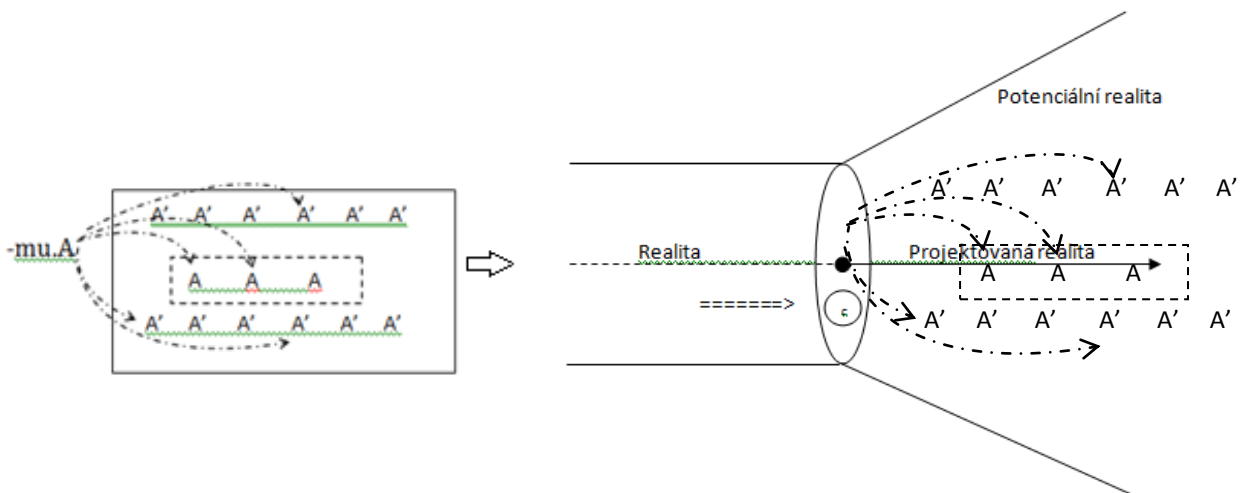 A' A' A' A' A' A'
-mu.A
A A A
A' A' A' A' A' A'
Potenciální realita
A' A' A' A' A' A'
Realita
Projektovaná realita
A A A
=======>
A' A' A' A' A' A'